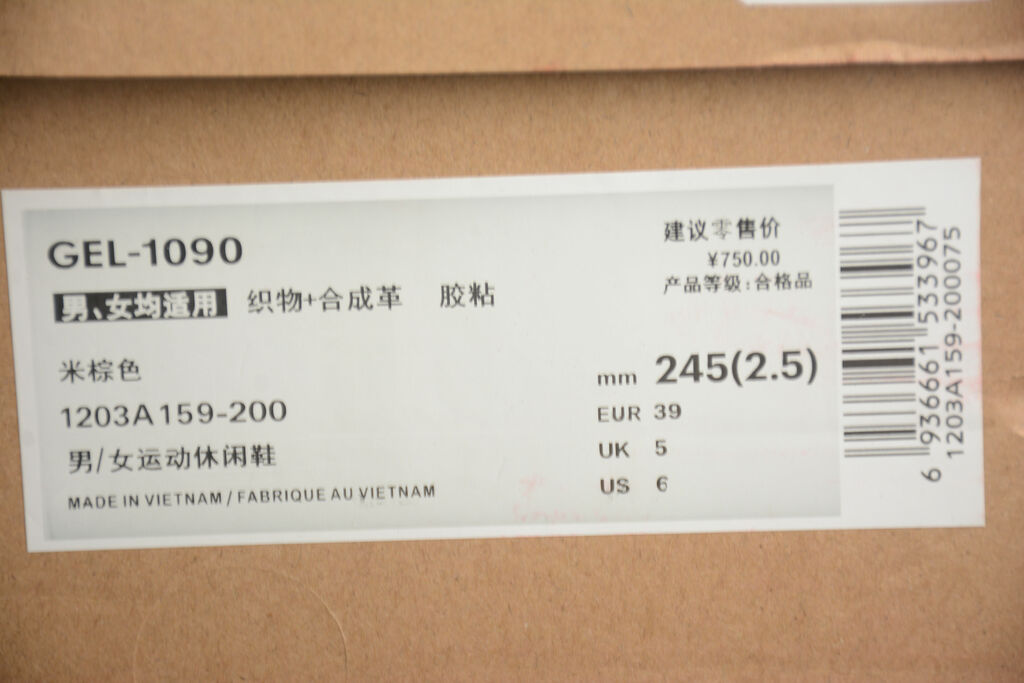 GEL-1090
男、女均适用 织物+合成革 胶粘
米棕色
1203A159-200
男/女运动休闲鞋
MADE IN VIETNAM / FABRIQUE AU VIETNAM
建议零售价
¥750.00
产品等级:合格品
mm 245(2.5)
EUR 39
UK 5
US 6
6 936661 533967
1203A159-200075